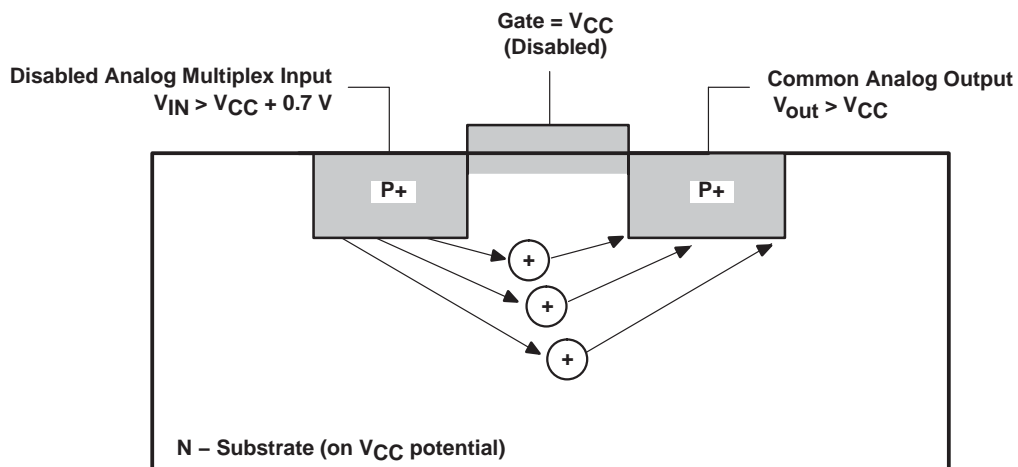 Gate = VCC
(Disabled)
Disabled Analog Multiplex Input
VIN > VCC + 0.7 V
Common Analog Output
Vout > VCC
P+
P+
+
+
+
N – Substrate (on VCC potential)